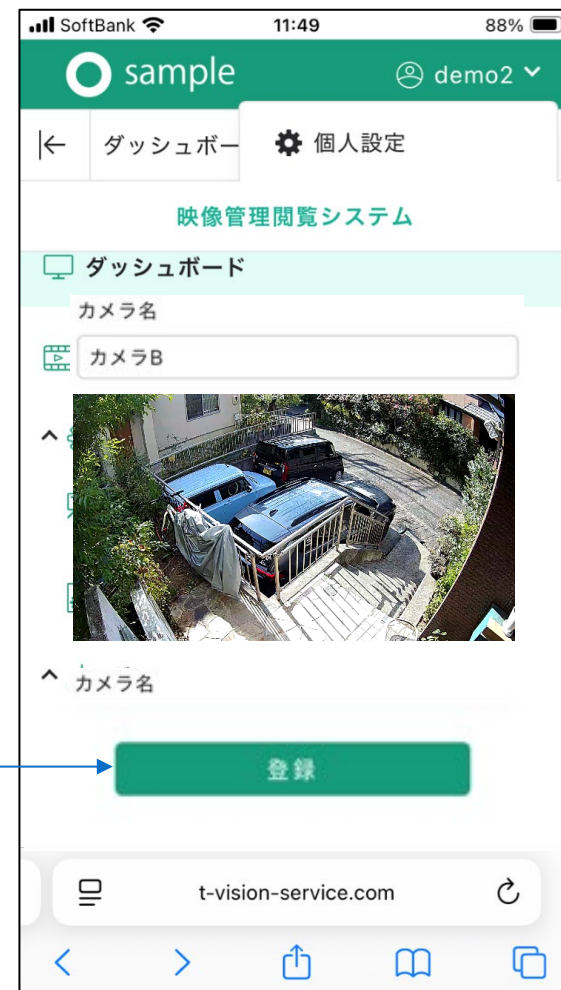 SoftBank 11:49 88%
sample demo2
ダッシュボー 個人設定
映像管理閲覧システム
ダッシュボード
カメラ名
カメラB
カメラ名
登録
t-vision-service.com